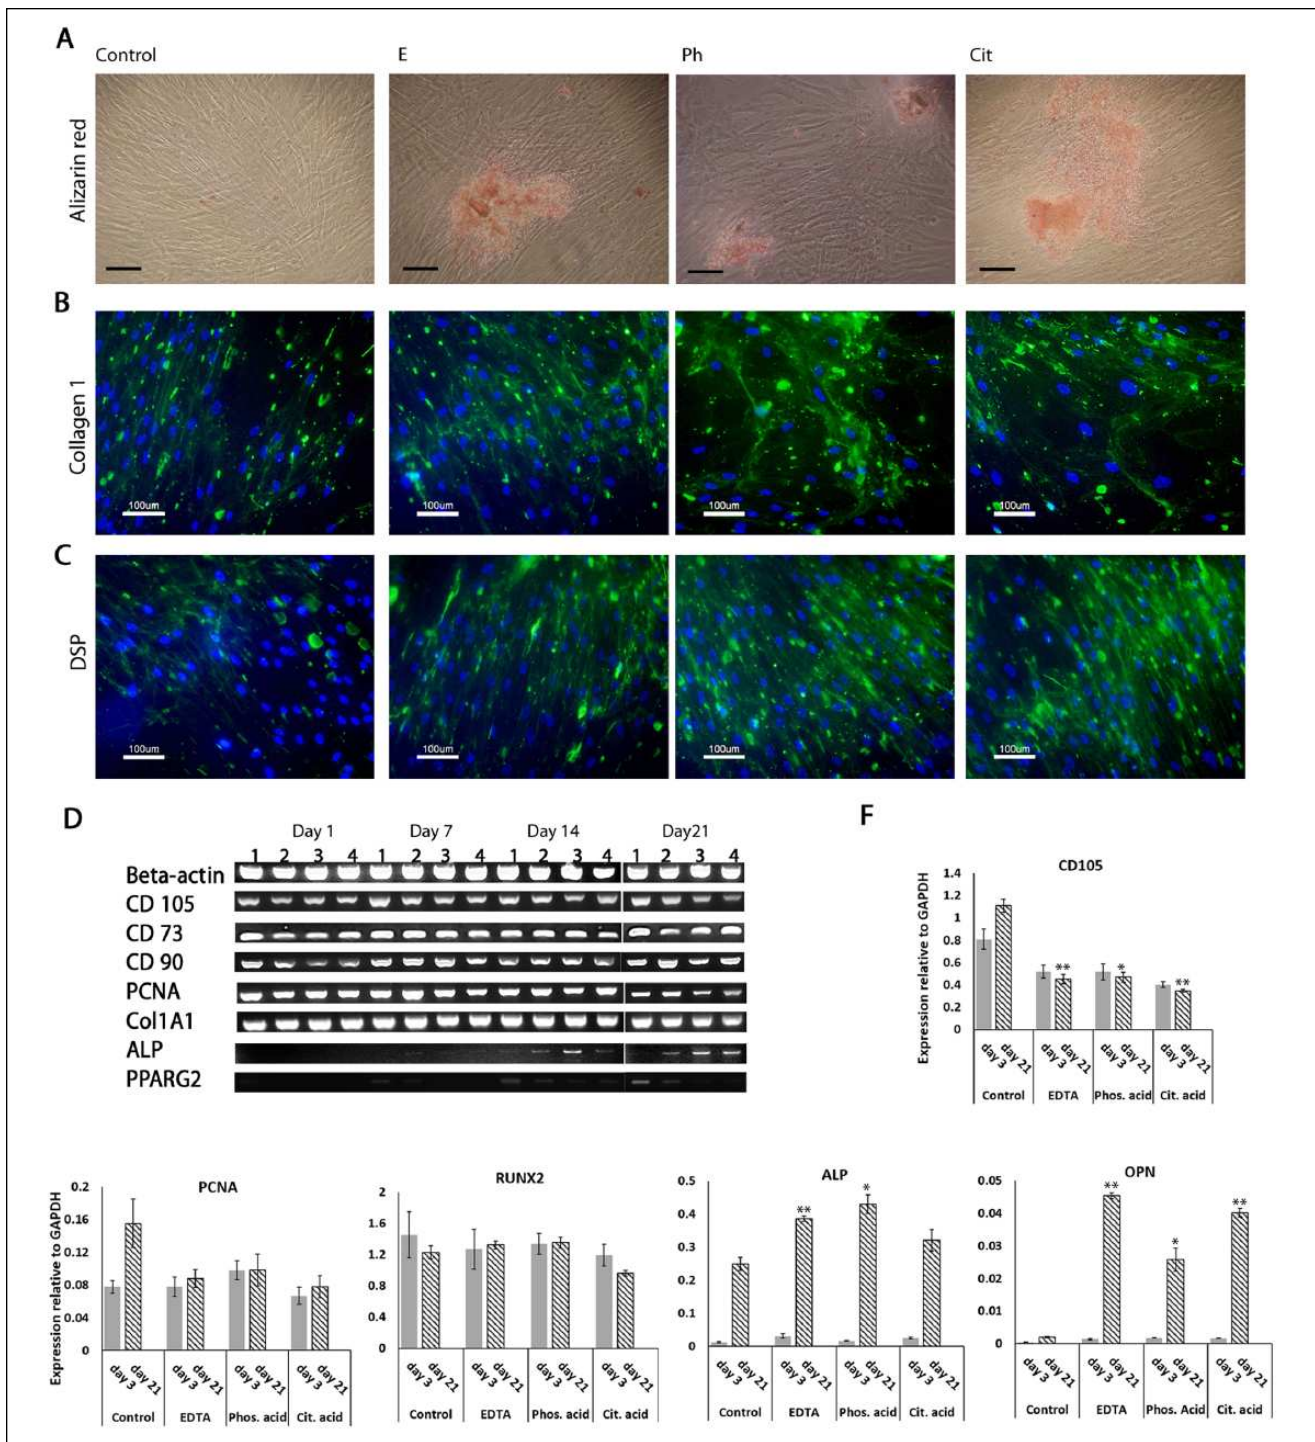 A
Control E Ph Cit
Alizarin red
B
Collagen 1
100um 100um 100um 100um
C
DSP
100um 100um 100um 100um
D
Day 1 Day 7 Day 14 Day21
1 2 3 4 1 2 3 4 1 2 3 4 1 2 3 4
Beta-actin
CD 105
CD 73
CD 90
PCNA
Col1A1
ALP
PPARG2
F
CD105
Expression relative to GAPDH
1.4
1.2
1
0.8
0.6
0.4
0.2
0
** * **
day 3 day 21 day 3 day 21 day 3 day 21 day 3 day 21
Control EDTA Phos. acid Cit. acid
PCNA
Expression relative to GAPDH
0.2
0.16
0.12
0.08
0.04
0
day 3 day 21 day 3 day 21 day 3 day 21 day 3 day 21
Control EDTA Phos. acid Cit. acid
RUNX2
2
1.6
1.2
0.8
0.4
0
day 3 day 21 day 3 day 21 day 3 day 21 day 3 day 21
Control EDTA Phos. acid Cit. acid
ALP
0.5
0.4
0.3
0.2
0.1
0
** *
day 3 day 21 day 3 day 21 day 3 day 21 day 3 day 21
Control EDTA Phos. acid Cit. acid
OPN
0.05
0.04
0.03
0.02
0.01
0
** * **
day 3 day 21 day 3 day 21 day 3 day 21 day 3 day 21
Control EDTA Phos. Acid Cit. acid